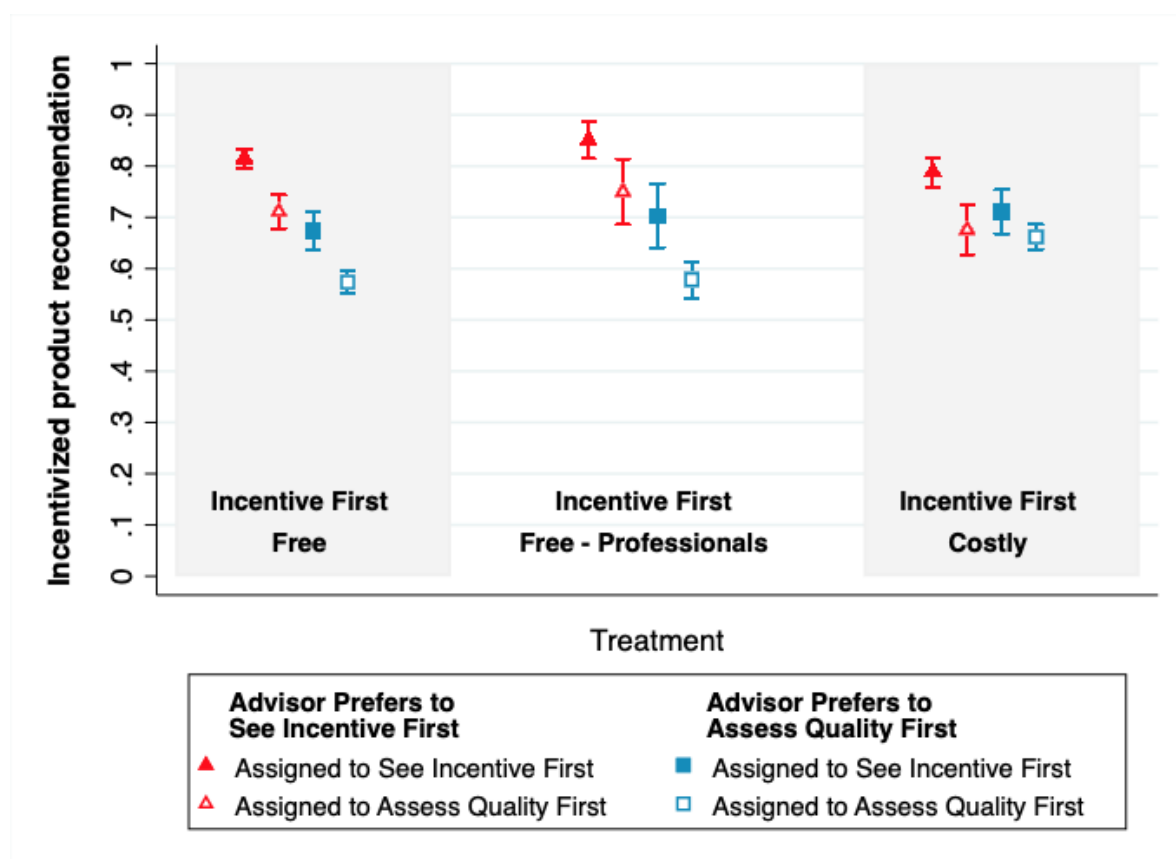 Incentivized product recommendation
1
.9
.8
.7
.6
.5
.4
.3
.2
.1
0
Incentive First
Free
Incentive First
Free - Professionals
Incentive First
Costly
Treatment
Advisor Prefers to
See Incentive First
Assigned to See Incentive First
Assigned to Assess Quality First
Advisor Prefers to
Assess Quality First
Assigned to See Incentive First
Assigned to Assess Quality First